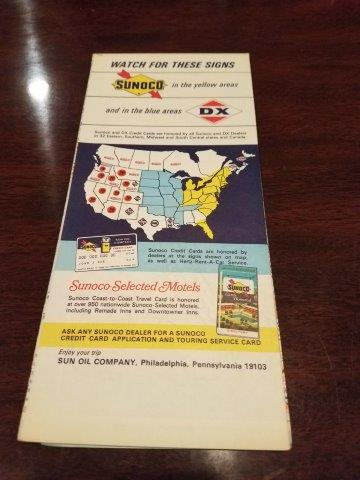 WATCH FOR THESE SIGNS
SUNOCO in the yellow areas
and in the blue areas DX
Sunoco and DX Credit Cards are honored by all Sunoco and DX Dealers
in 32 Eastern, Southern, Midwest and South Central states and Canada
Sunoco Credit Cards are honored by
dealers at the signs shown on map,
as well as Hertz-Rent-A-Car Service.
Sunoco-Selected Motels
Sunoco Coast-to-Coast Travel Card is honored
at over 950 nationwide Sunoco-Selected Motels,
including Ramada Inns and Downtowner Inns.
SUNOCO
ASK ANY SUNOCO DEALER FOR A SUNOCO
CREDIT CARD APPLICATION AND TOURING SERVICE CARD
Enjoy your trip
SUN OIL COMPANY, Philadelphia, Pennsylvania 19103